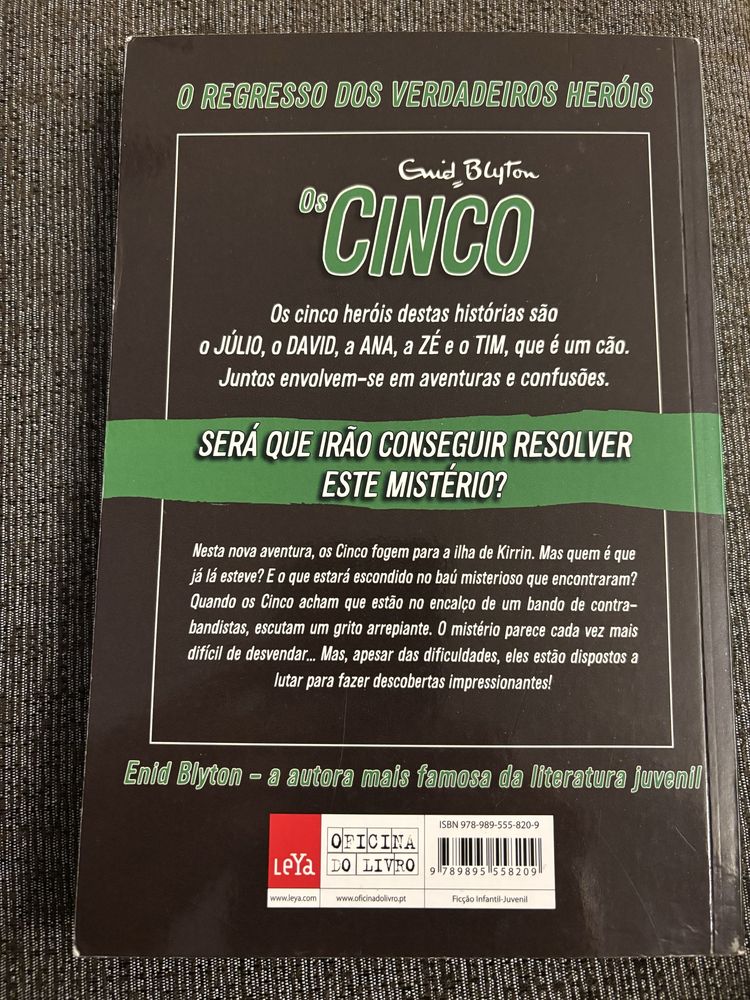 O REGRESSO DOS VERDADEIROS HERÓIS
Enid Blyton
OS CINCO
Os cinco heróis destas histórias são
o JÚLIO, o DAVID, a ANA, a ZÉ e o TIM, que é um cão.
Juntos envolvem-se em aventuras e confusões.
SERÁ QUE IRÃO CONSEGUIR RESOLVER
ESTE MISTÉRIO?
Nesta nova aventura, os Cinco fogem para a ilha de Kirrin. Mas quem é que
já lá esteve? E o que estará escondido no baú misterioso que encontraram?
Quando os Cinco acham que estão no encalço de um bando de contra-
bandistas, escutam um grito arrepiante. O mistério parece cada vez mais
difícil de desvendar... Mas, apesar das dificuldades, eles estão dispostos a
lutar para fazer descobertas impressionantes!
Enid Blyton – a autora mais famosa da literatura juvenil
ISBN 978-989-555-820-9
LEYA
OFICINA
DO LIVRO
9 789895 558209
www.leya.com
www.oficinadolivro.pt
Ficção Infantil-Juvenil